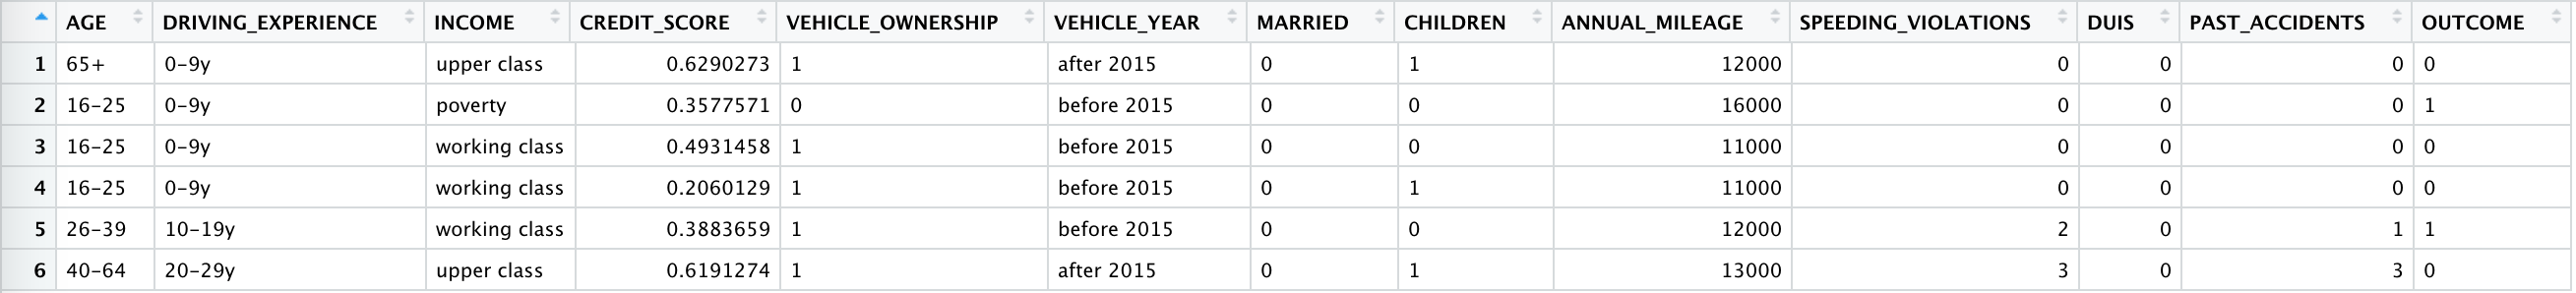 AGE DRIVING_EXPERIENCE INCOME CREDIT_SCORE VEHICLE_OWNERSHIP VEHICLE_YEAR MARRIED CHILDREN ANNUAL_MILEAGE SPEEDING_VIOLATIONS DUIS PAST_ACCIDENTS OUTCOME
1 65+ 0-9y upper class 0.6290273 1 after 2015 0 1 12000 0 0 0 0
2 16-25 0-9y poverty 0.3577571 0 before 2015 0 0 16000 0 0 0 1
3 16-25 0-9y working class 0.4931458 1 before 2015 0 0 11000 0 0 0 0
4 16-25 0-9y working class 0.2060129 1 before 2015 0 1 11000 0 0 0 0
5 26-39 10-19y working class 0.3883659 1 before 2015 0 0 12000 2 0 1 1
6 40-64 20-29y upper class 0.6191274 1 after 2015 0 1 13000 3 0 3 0